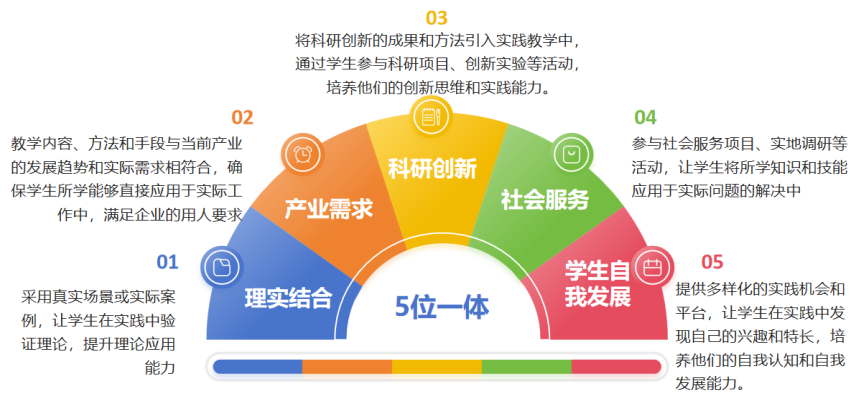 01
采用真实场景或实际案
例，让学生在实践中验
证理论，提升理论应用
能力
02
教学内容、方法和手段与当前产业
的发展趋势和实际需求相符合，确
保学生所学能够直接应用于实际工
作中，满足企业的用人要求
03
将科研创新的成果和方法引入实践教学中，
通过学生参与科研项目、创新实验等活动，
培养他们的创新思维和实践能力。
04
参与社会服务项目、实地调研等
活动，让学生将所学知识和技能
应用于实际问题的解决中
05
提供多样化的实践机会和
平台，让学生在实践中发
现自己的兴趣和特长，培
养他们的自我认知和自我
发展能力。
理实结合
产业需求
科研创新
社会服务
学生自
我发展
5位一体